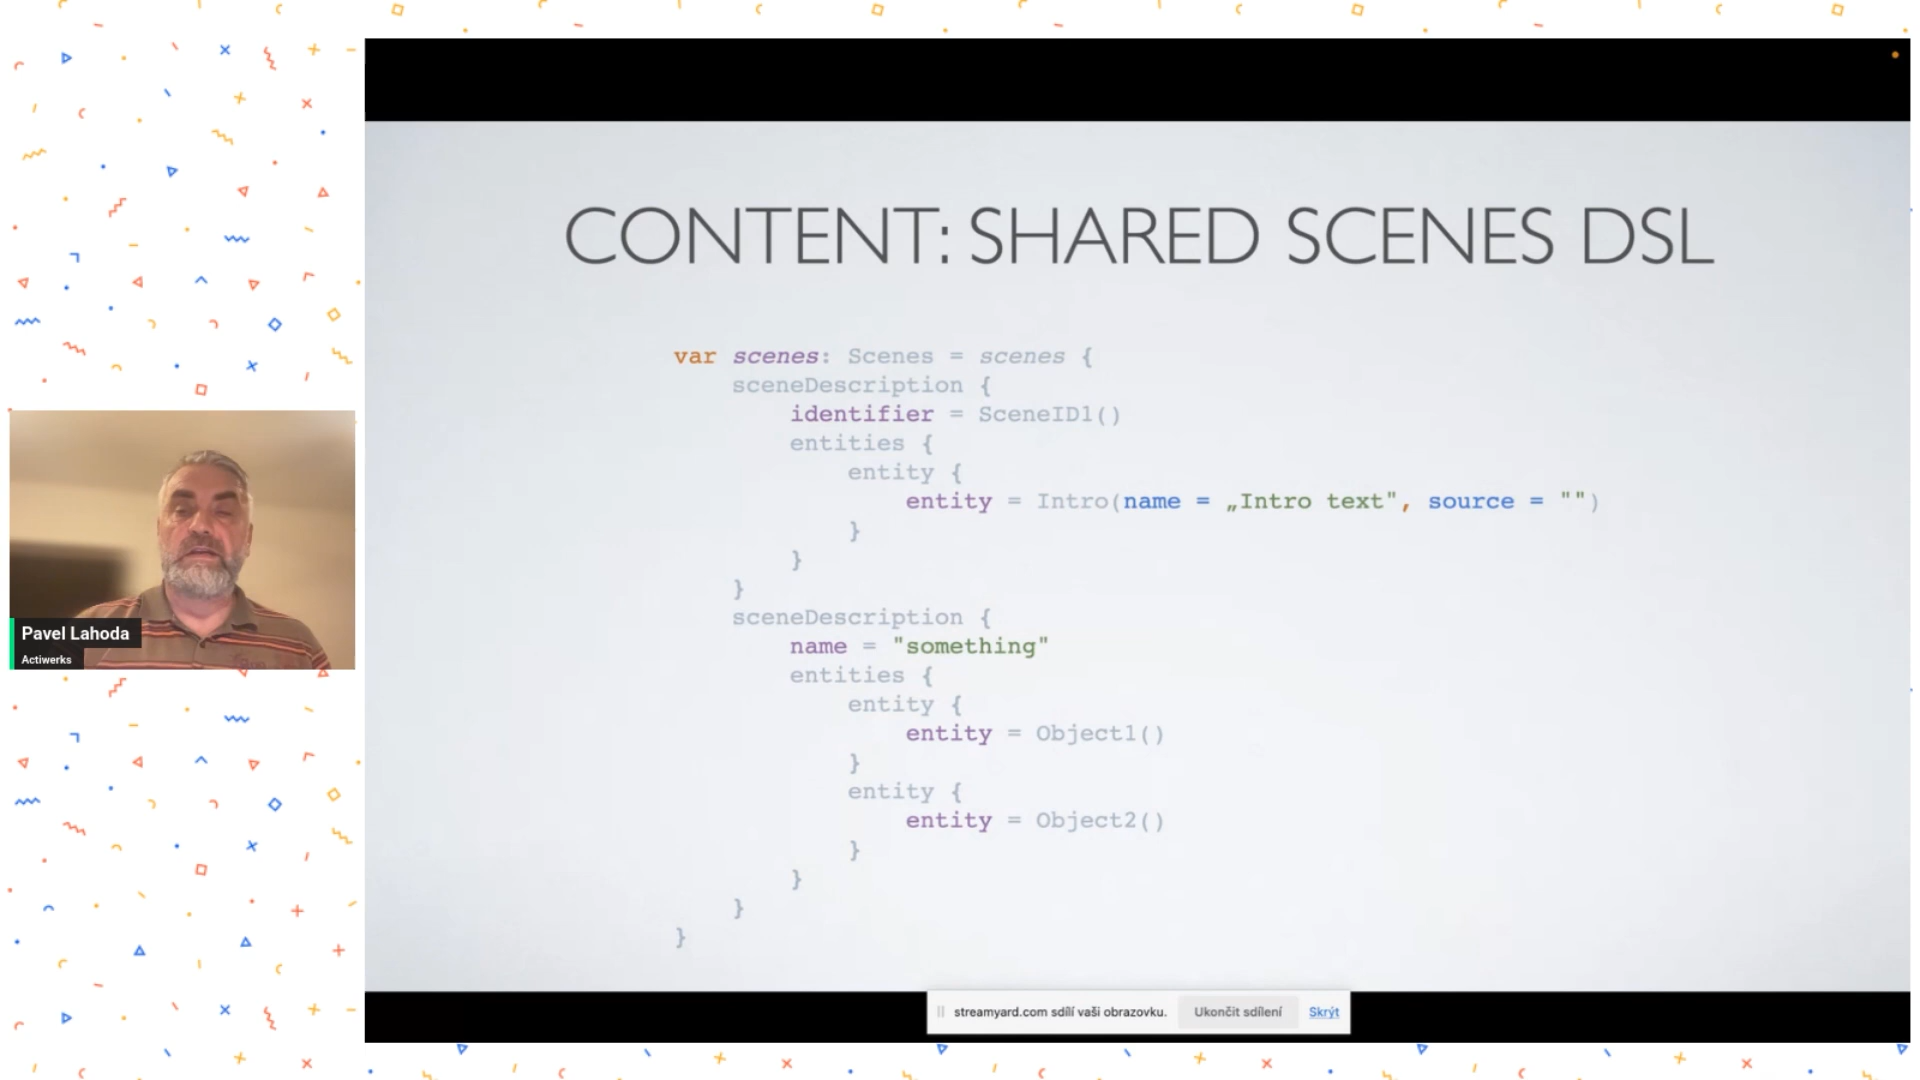 CONTENT: SHARED SCENES DSL
var scenes: Scenes = scenes {
sceneDescription {
identifier = SceneID1()
entities {
entity {
entity = Intro(name = „Intro text", source = "")
}
}
}
sceneDescription {
name = "something"
entities {
entity {
entity = Object1()
}
entity {
entity = Object2()
}
}
}
}
Pavel Lahoda
Actiwerks
streamyard.com sdílí vaši obrazovku.
Ukončit sdílení
Skrýt